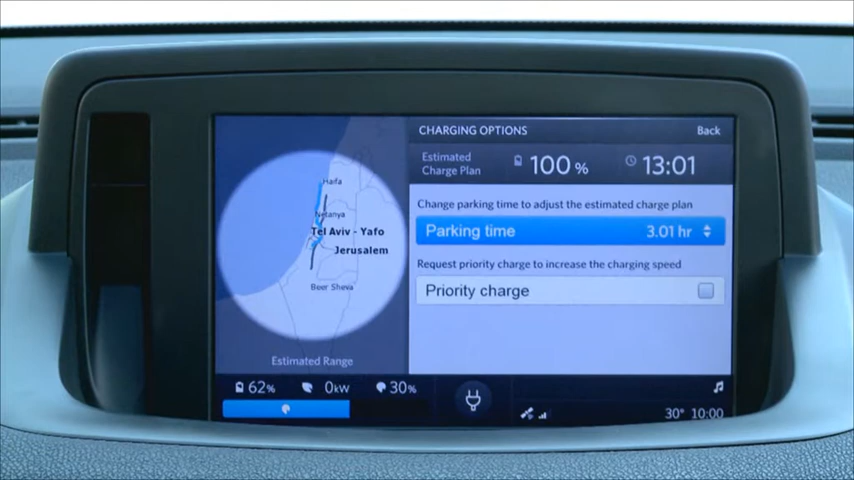 CHARGING OPTIONS Back
Estimated
Charge Plan
100 %
13:01
Change parking time to adjust the estimated charge plan
Parking time 3.01 hr
Request priority charge to increase the charging speed
Priority charge
Haifa
Netanya
Tel Aviv - Yafo
Jerusalem
Beer Sheva
Estimated Range
62% 0kW 30%
30° 10:00